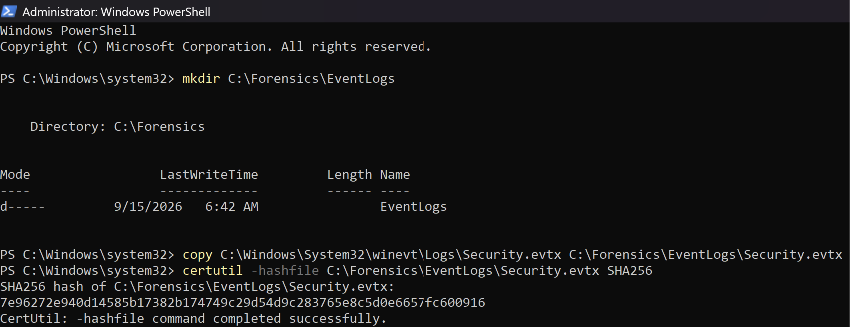 Administrator: Windows PowerShell
Windows PowerShell
Copyright (C) Microsoft Corporation. All rights reserved.
PS C:\Windows\system32> mkdir C:\Forensics\EventLogs
Directory: C:\Forensics
Mode                LastWriteTime         Length Name
----                -------------         ------ ----
d-----        9/15/2026   6:42 AM                EventLogs
PS C:\Windows\system32> copy C:\Windows\System32\winevt\Logs\Security.evtx C:\Forensics\EventLogs\Security.evtx
PS C:\Windows\system32> certutil -hashfile C:\Forensics\EventLogs\Security.evtx SHA256
SHA256 hash of C:\Forensics\EventLogs\Security.evtx:
7e96272e940d14585b17382b174749c29d54d9c283765e8c5d0e6657fc600916
CertUtil: -hashfile command completed successfully.